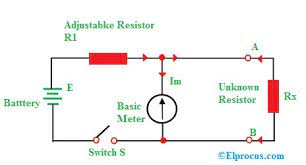 Adjustabke Resistor
R1
A
E
Im
Batttery
Basic
Meter
Unknown
Resistor
Rx
B
Switch S
©Elprocus.com